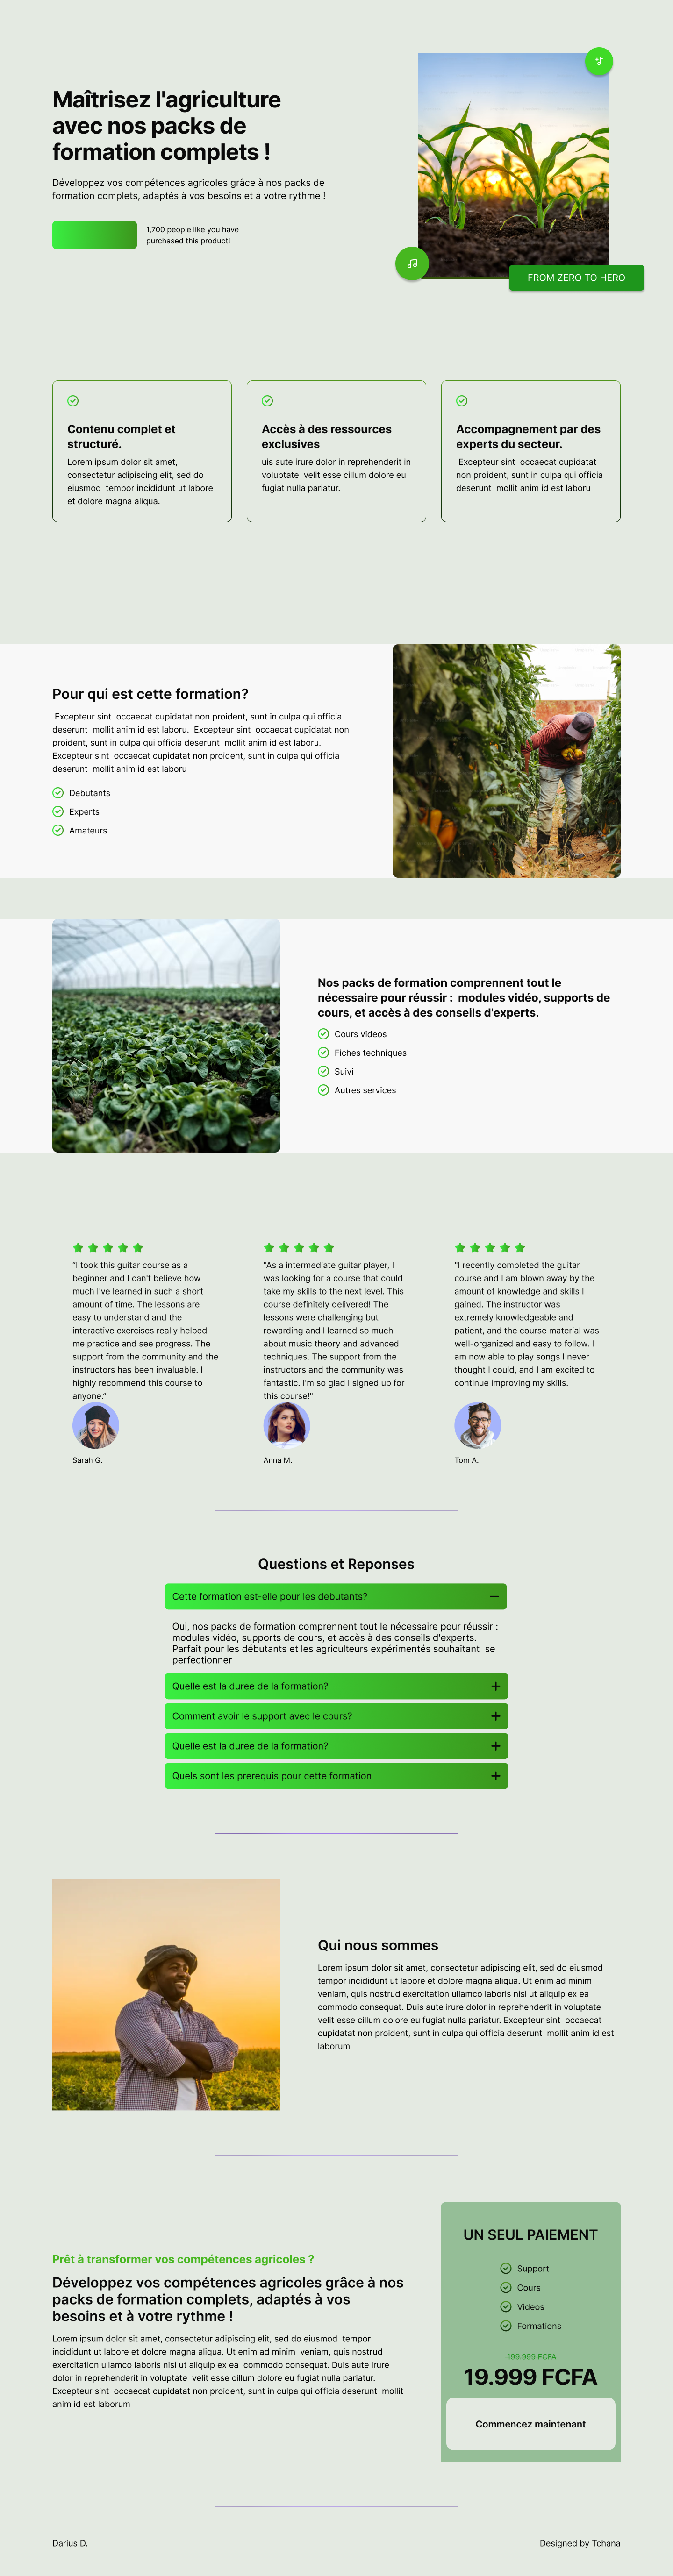 Maîtrisez l'agriculture
avec nos packs de
formation complets !
Développez vos compétences agricoles grâce à nos packs de
formation complets, adaptés à vos besoins et à votre rythme !
1,700 people like you have
purchased this product!
FROM ZERO TO HERO
Contenu complet et
structuré.
Lorem ipsum dolor sit amet,
consectetur adipiscing elit, sed do
eiusmod  tempor incididunt ut labore
et dolore magna aliqua.
Accès à des ressources
exclusives
uis aute irure dolor in reprehenderit in
voluptate  velit esse cillum dolore eu
fugiat nulla pariatur.
Accompagnement par des
experts du secteur.
Excepteur sint  occaecat cupidatat
non proident, sunt in culpa qui officia
deserunt  mollit anim id est laboru
Pour qui est cette formation?
Excepteur sint  occaecat cupidatat non proident, sunt in culpa qui officia
deserunt  mollit anim id est laboru.  Excepteur sint  occaecat cupidatat non
proident, sunt in culpa qui officia deserunt  mollit anim id est laboru.
Excepteur sint  occaecat cupidatat non proident, sunt in culpa qui officia
deserunt  mollit anim id est laboru
Debutants
Experts
Amateurs
Nos packs de formation comprennent tout le
nécessaire pour réussir :  modules vidéo, supports de
cours, et accès à des conseils d'experts.
Cours videos
Fiches techniques
Suivi
Autres services
"I took this guitar course as a
beginner and I can't believe how
much I've learned in such a short
amount of time. The lessons are
easy to understand and the
interactive exercises really helped
me practice and see progress. The
support from the community and the
instructors has been invaluable. I
highly recommend this course to
anyone."
Sarah G.
"As a intermediate guitar player, I
was looking for a course that could
take my skills to the next level. This
course definitely delivered! The
lessons were challenging but
rewarding and I learned so much
about music theory and advanced
techniques. The support from the
instructors and the community was
fantastic. I'm so glad I signed up for
this course!"
Anna M.
"I recently completed the guitar
course and I am blown away by the
amount of knowledge and skills I
gained. The instructor was
extremely knowledgeable and
patient, and the course material was
well-organized and easy to follow. I
am now able to play songs I never
thought I could, and I am excited to
continue improving my skills.
Tom A.
Questions et Reponses
Cette formation est-elle pour les debutants?
Oui, nos packs de formation comprennent tout le nécessaire pour réussir :
modules vidéo, supports de cours, et accès à des conseils d'experts.
Parfait pour les débutants et les agriculteurs expérimentés souhaitant  se
perfectionner
Quelle est la duree de la formation?
Comment avoir le support avec le cours?
Quelle est la duree de la formation?
Quels sont les prerequis pour cette formation
Qui nous sommes
Lorem ipsum dolor sit amet, consectetur adipiscing elit, sed do eiusmod
tempor incididunt ut labore et dolore magna aliqua. Ut enim ad minim
veniam, quis nostrud exercitation ullamco laboris nisi ut aliquip ex ea
commodo consequat. Duis aute irure dolor in reprehenderit in voluptate
velit esse cillum dolore eu fugiat nulla pariatur. Excepteur sint  occaecat
cupidatat non proident, sunt in culpa qui officia deserunt  mollit anim id est
laborum
Prêt à transformer vos compétences agricoles ?
Développez vos compétences agricoles grâce à nos
packs de formation complets, adaptés à vos
besoins et à votre rythme !
Lorem ipsum dolor sit amet, consectetur adipiscing elit, sed do eiusmod  tempor
incididunt ut labore et dolore magna aliqua. Ut enim ad minim  veniam, quis nostrud
exercitation ullamco laboris nisi ut aliquip ex ea  commodo consequat. Duis aute irure
dolor in reprehenderit in voluptate  velit esse cillum dolore eu fugiat nulla pariatur.
Excepteur sint  occaecat cupidatat non proident, sunt in culpa qui officia deserunt  mollit
anim id est laborum
UN SEUL PAIEMENT
Support
Cours
Videos
Formations
199.999 FCFA
19.999 FCFA
Commencez maintenant
Darius D.
Designed by Tchana